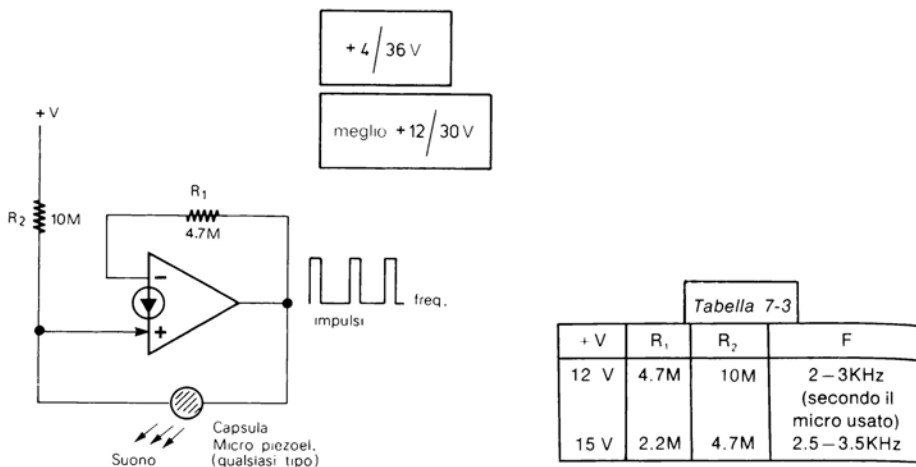 + 4 / 36 V
meglio + 12 / 30 V
+ V
R₁
4.7M
R₂
10M
−
+
impulsi
freq.
Suono
Capsula
Micro piezoel.
(qualsiasi tipo)
Tabella 7-3
+ V R₁ R₂ F
12 V 4.7M 10M 2 – 3KHz
(secondo il
micro usato)
15 V 2.2M 4.7M 2.5 – 3.5KHz